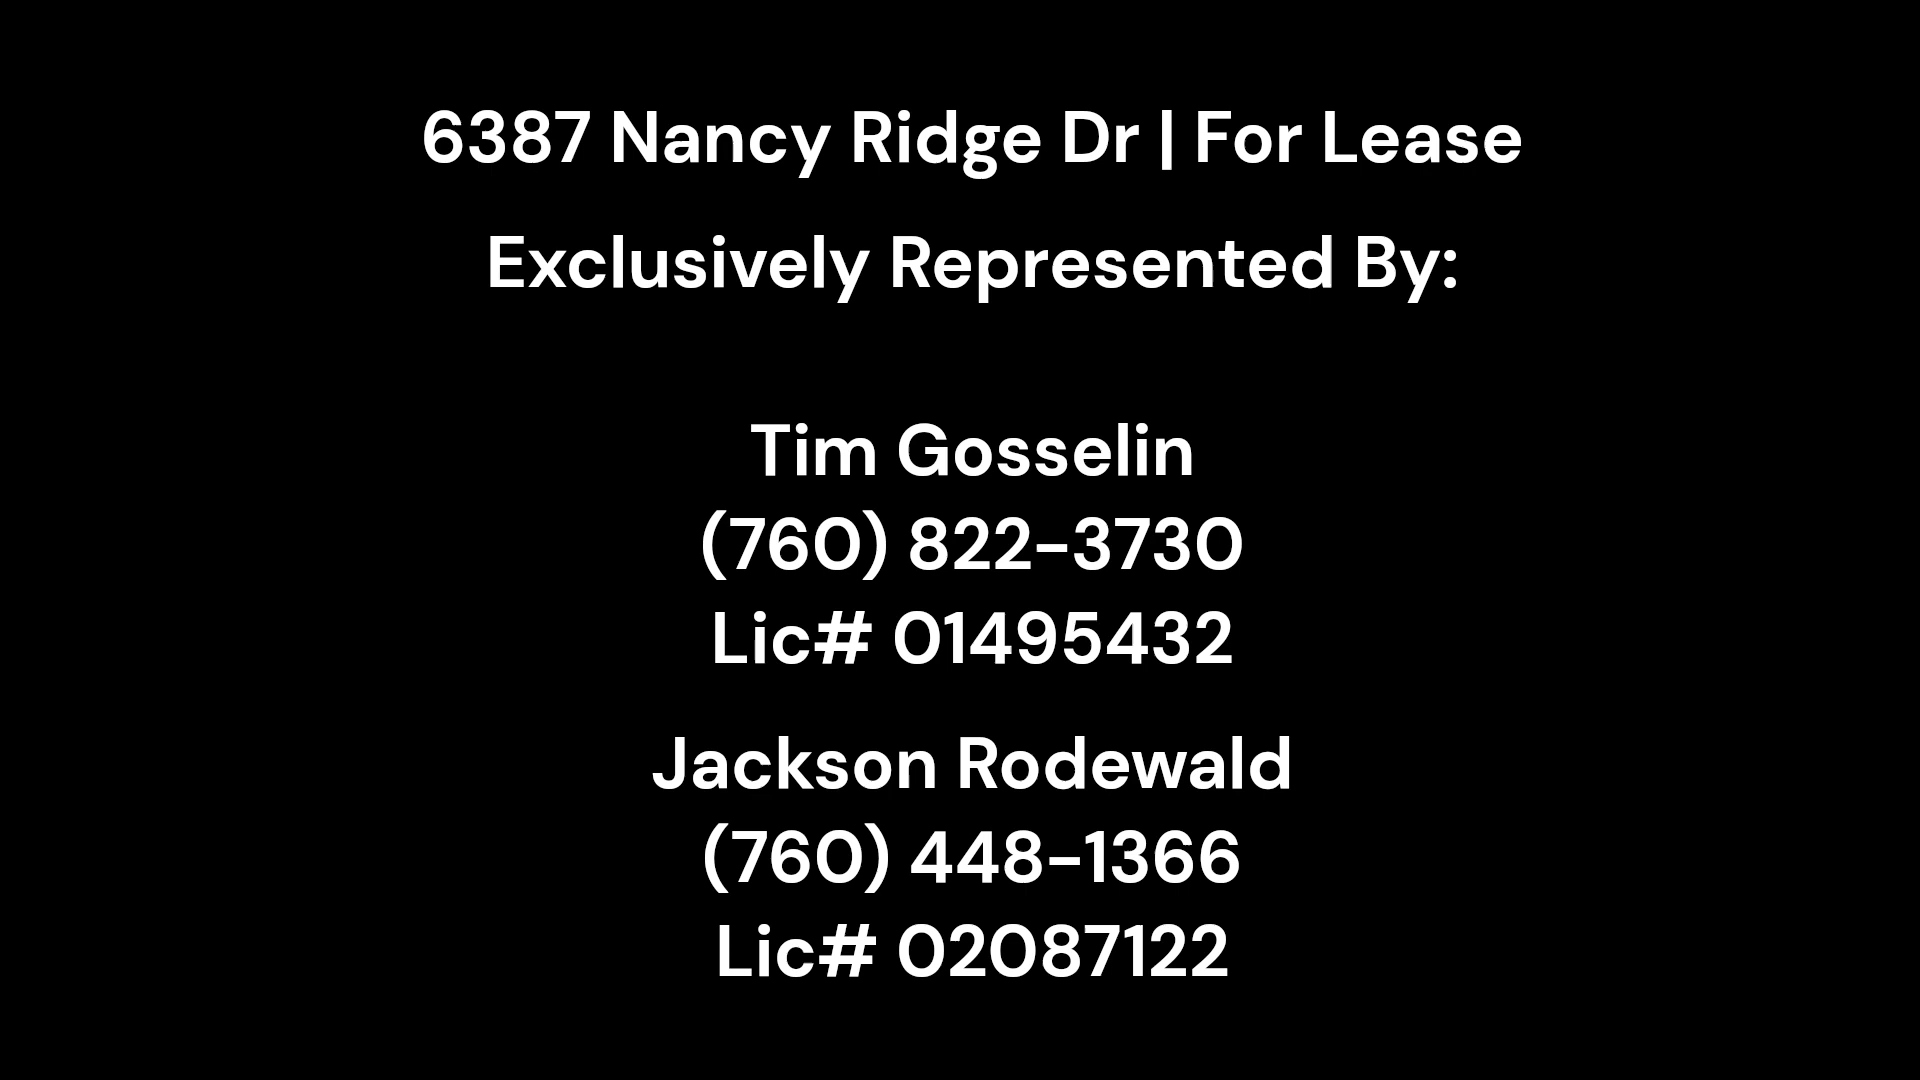 6387 Nancy Ridge Dr | For Lease
Exclusively Represented By:
Tim Gosselin
(760) 822-3730
Lic# 01495432
Jackson Rodewald
(760) 448-1366
Lic# 02087122